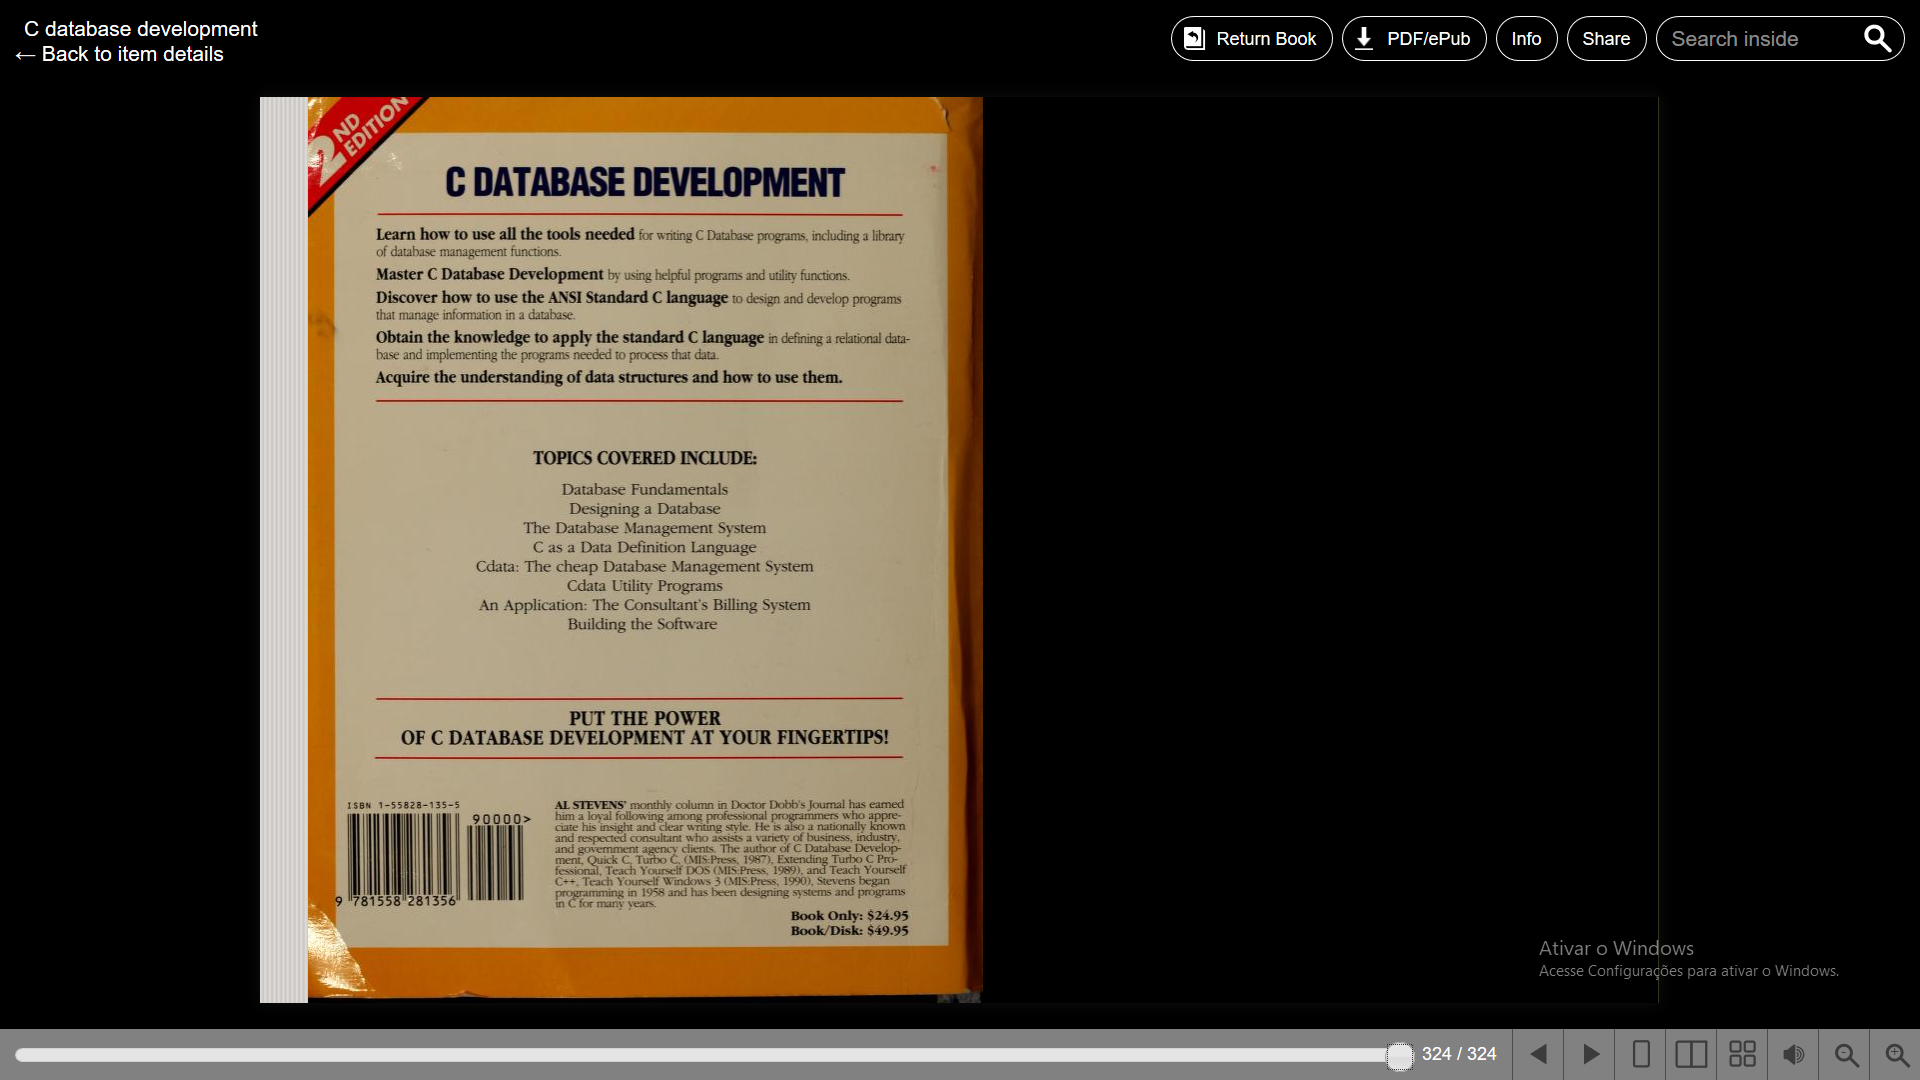 C database development
← Back to item details
Return Book
PDF/ePub
Info
Share
Search inside
2ND
EDITION
C DATABASE DEVELOPMENT
Learn how to use all the tools needed for writing C Database programs, including a library
of database management functions.
Master C Database Development by using helpful programs and utility functions.
Discover how to use the ANSI Standard C language to design and develop programs
that manage information in a database.
Obtain the knowledge to apply the standard C language in defining a relational data-
base and implementing the programs needed to process that data.
Acquire the understanding of data structures and how to use them.
TOPICS COVERED INCLUDE:
Database Fundamentals
Designing a Database
The Database Management System
C as a Data Definition Language
Cdata: The cheap Database Management System
Cdata Utility Programs
An Application: The Consultant's Billing System
Building the Software
PUT THE POWER
OF C DATABASE DEVELOPMENT AT YOUR FINGERTIPS!
ISBN 1-55828-135-5
90000>
9 781558 281356
AL STEVENS' monthly column in Doctor Dobb's Journal has earned
him a loyal following among professional programmers who appre-
ciate his insight and clear writing style. He is also a nationally known
and respected consultant who assists a variety of business, industry,
and government agency clients. The author of C Database Develop-
ment, Quick C, Turbo C, (MIS:Press, 1987), Extending Turbo C Pro-
fessional, Teach Yourself DOS (MIS:Press, 1989), and Teach Yourself
C++, Teach Yourself Windows 3 (MIS:Press, 1990), Stevens began
programming in 1958 and has been designing systems and programs
in C for many years.
Book Only: $24.95
Book/Disk: $49.95
Ativar o Windows
Acesse Configurações para ativar o Windows.
324 / 324